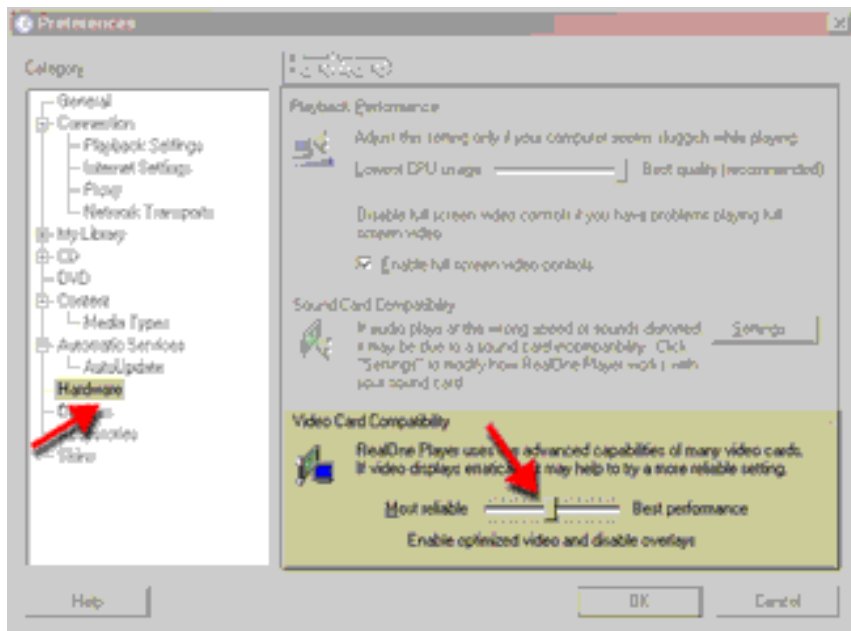 Preferences
Category
General
Connection
Playback Settings
Internet Settings
Proxy
Network Transports
My Library
CD
DVD
Content
Media Types
Automatic Services
AutoUpdate
Hardware
Hardware
Playback Performance
Adjust this setting only if your computer seems sluggish while playing
Lowest CPU usage
Best quality (recommended)
Disable full screen video controls if you have problems playing full
screen video
Enable full screen video controls
Sound Card Compatibility
If audio plays at the wrong speed or sounds distorted
it may be due to a sound card incompatibility. Click
"Settings" to modify how RealOne Player works with
your sound card
Settings
Video Card Compatibility
RealOne Player uses advanced capabilities of many video cards.
If video displays may help to try a more reliable setting.
Most reliable
Best performance
Enable optimized video and disable overlays
Help
OK
Cancel